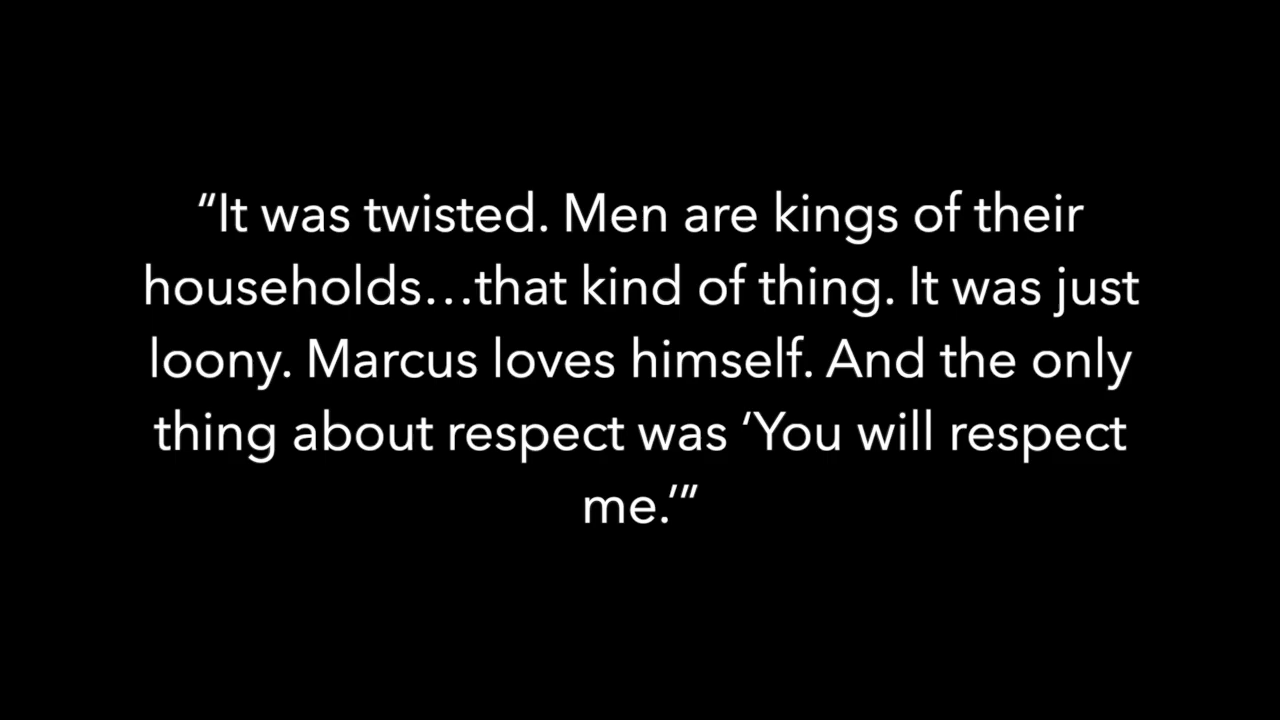 “It was twisted. Men are kings of their
households…that kind of thing. It was just
loony. Marcus loves himself. And the only
thing about respect was ‘You will respect
me.’”